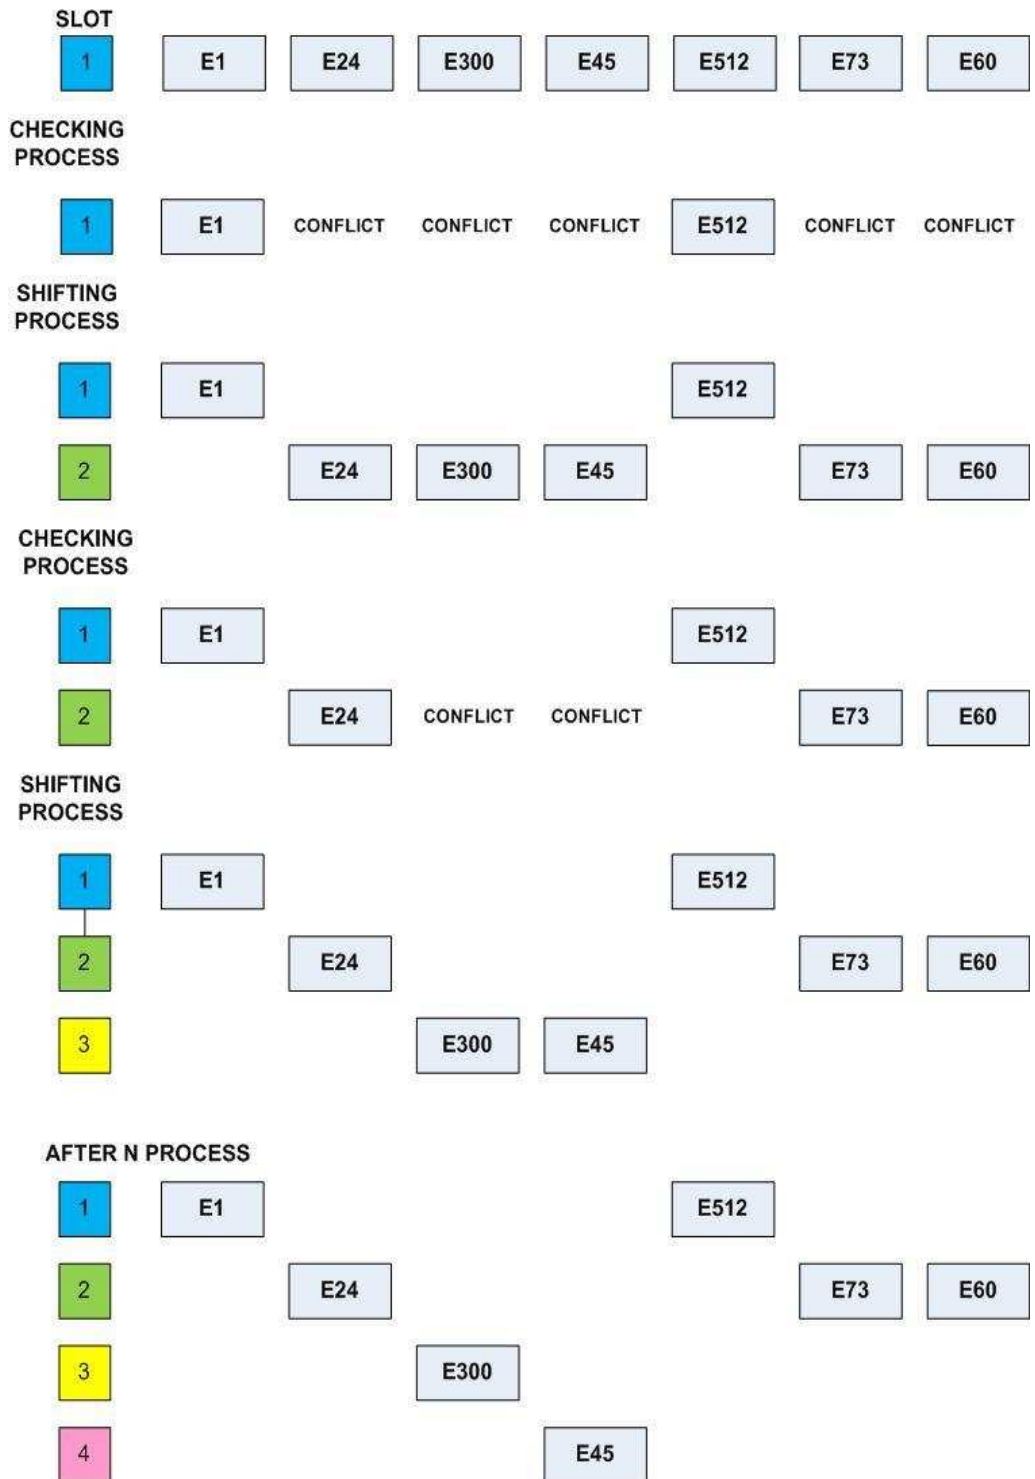 SLOT
1 E1 E24 E300 E45 E512 E73 E60
CHECKING
PROCESS
1 E1 CONFLICT CONFLICT CONFLICT E512 CONFLICT CONFLICT
SHIFTING
PROCESS
1 E1 E512
2 E24 E300 E45 E73 E60
CHECKING
PROCESS
1 E1 E512
2 E24 CONFLICT CONFLICT E73 E60
SHIFTING
PROCESS
1 E1 E512
2 E24 E73 E60
3 E300 E45
AFTER N PROCESS
1 E1 E512
2 E24 E73 E60
3 E300
4 E45